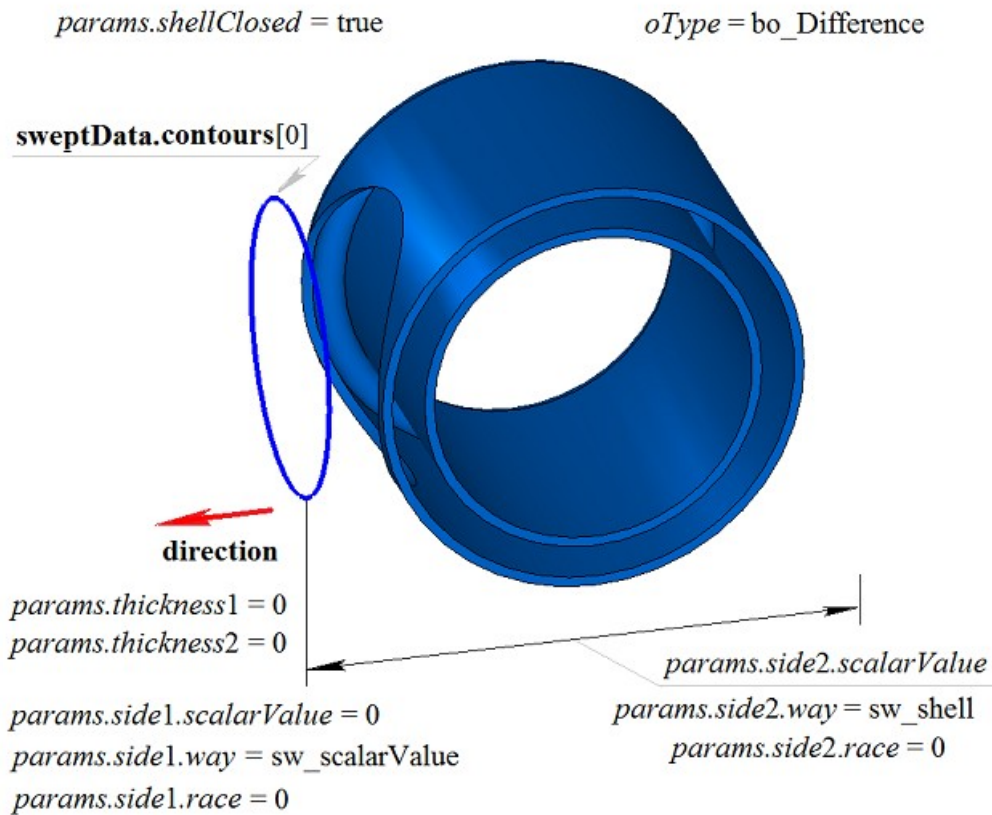 params.shellClosed = true
oType = bo_Difference
sweptData.contours[0]
direction
params.thickness1 = 0
params.thickness2 = 0
params.side2.scalarValue
params.side1.scalarValue = 0
params.side2.way = sw_shell
params.side1.way = sw_scalarValue
params.side2.race = 0
params.side1.race = 0